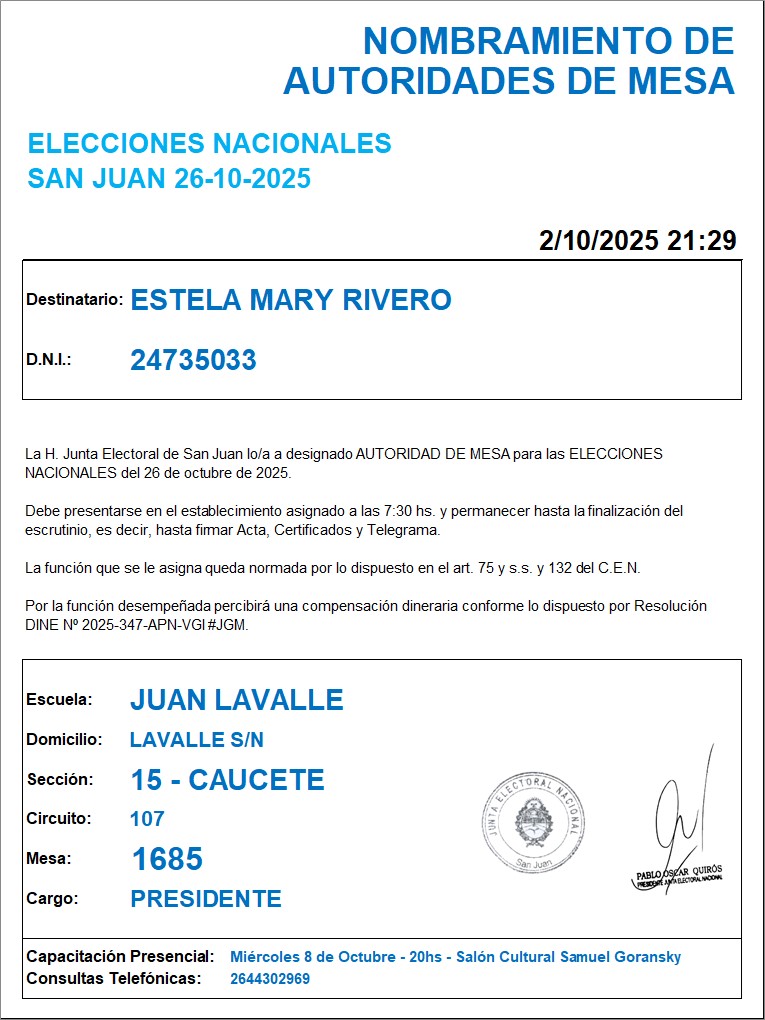 NOMBRAMIENTO DE
AUTORIDADES DE MESA
ELECCIONES NACIONALES
SAN JUAN 26-10-2025
2/10/2025 21:29
Destinatario: ESTELA MARY RIVERO
D.N.I.: 24735033
La H. Junta Electoral de San Juan lo/a a designado AUTORIDAD DE MESA para las ELECCIONES
NACIONALES del 26 de octubre de 2025.
Debe presentarse en el establecimiento asignado a las 7:30 hs. y permanecer hasta la finalización del
escrutinio, es decir, hasta firmar Acta, Certificados y Telegrama.
La función que se le asigna queda normada por lo dispuesto en el art. 75 y s.s. y 132 del C.E.N.
Por la función desempeñada percibirá una compensación dineraria conforme lo dispuesto por Resolución
DINE Nº 2025-347-APN-VGI#JGM.
Escuela: JUAN LAVALLE
Domicilio: LAVALLE S/N
Sección: 15 - CAUCETE
Circuito: 107
Mesa: 1685
Cargo: PRESIDENTE
JUNTA ELECTORAL NACIONAL
San Juan
PABLO OSCAR QUIRÓS
PRESIDENTE JUNTA ELECTORAL NACIONAL
Capacitación Presencial: Miércoles 8 de Octubre - 20hs - Salón Cultural Samuel Goransky
Consultas Telefónicas: 2644302969